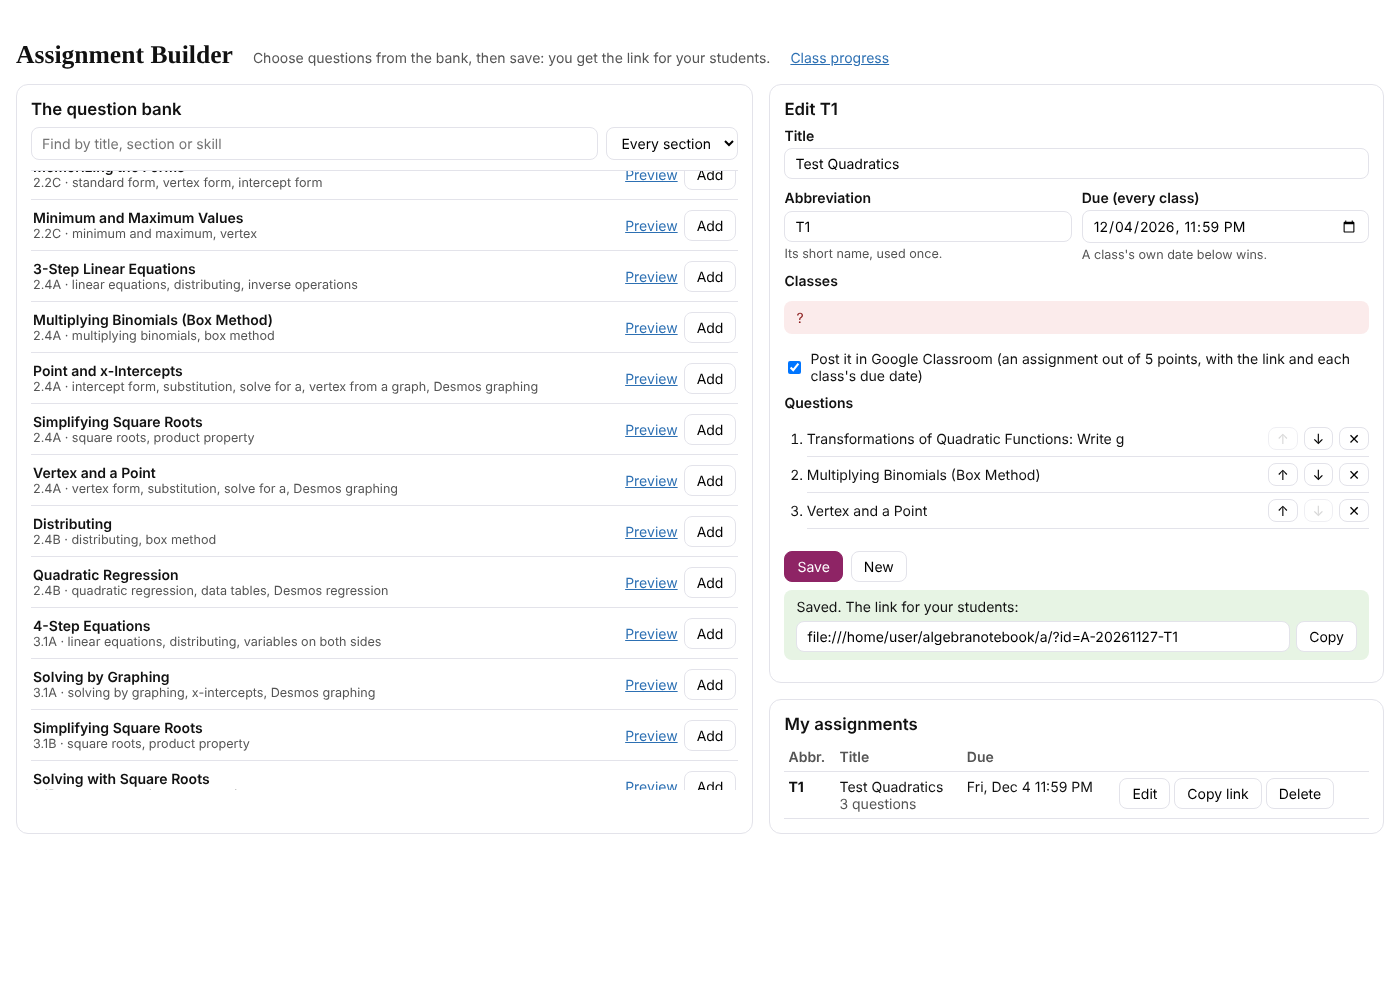 Assignment Builder
Choose questions from the bank, then save: you get the link for your students.
Class progress
The question bank
Find by title, section or skill
Every section
Memorizing the Forms
2.2C · standard form, vertex form, intercept form
Preview
Add
Minimum and Maximum Values
2.2C · minimum and maximum, vertex
Preview
Add
3-Step Linear Equations
2.4A · linear equations, distributing, inverse operations
Preview
Add
Multiplying Binomials (Box Method)
2.4A · multiplying binomials, box method
Preview
Add
Point and x-Intercepts
2.4A · intercept form, substitution, solve for a, vertex from a graph, Desmos graphing
Preview
Add
Simplifying Square Roots
2.4A · square roots, product property
Preview
Add
Vertex and a Point
2.4A · vertex form, substitution, solve for a, Desmos graphing
Preview
Add
Distributing
2.4B · distributing, box method
Preview
Add
Quadratic Regression
2.4B · quadratic regression, data tables, Desmos regression
Preview
Add
4-Step Equations
3.1A · linear equations, distributing, variables on both sides
Preview
Add
Solving by Graphing
3.1A · solving by graphing, x-intercepts, Desmos graphing
Preview
Add
Simplifying Square Roots
3.1B · square roots, product property
Preview
Add
Solving with Square Roots
Preview
Add
Edit T1
Title
Test Quadratics
Abbreviation
T1
Its short name, used once.
Due (every class)
12/04/2026, 11:59 PM
A class's own date below wins.
Classes
?
Post it in Google Classroom (an assignment out of 5 points, with the link and each
class's due date)
Questions
1. Transformations of Quadratic Functions: Write g
↑ ↓ ✕
2. Multiplying Binomials (Box Method)
↑ ↓ ✕
3. Vertex and a Point
↑ ↓ ✕
Save
New
Saved. The link for your students:
file:///home/user/algebranotebook/a/?id=A-20261127-T1
Copy
My assignments
Abbr. Title Due
T1 Test Quadratics Fri, Dec 4 11:59 PM
3 questions
Edit
Copy link
Delete